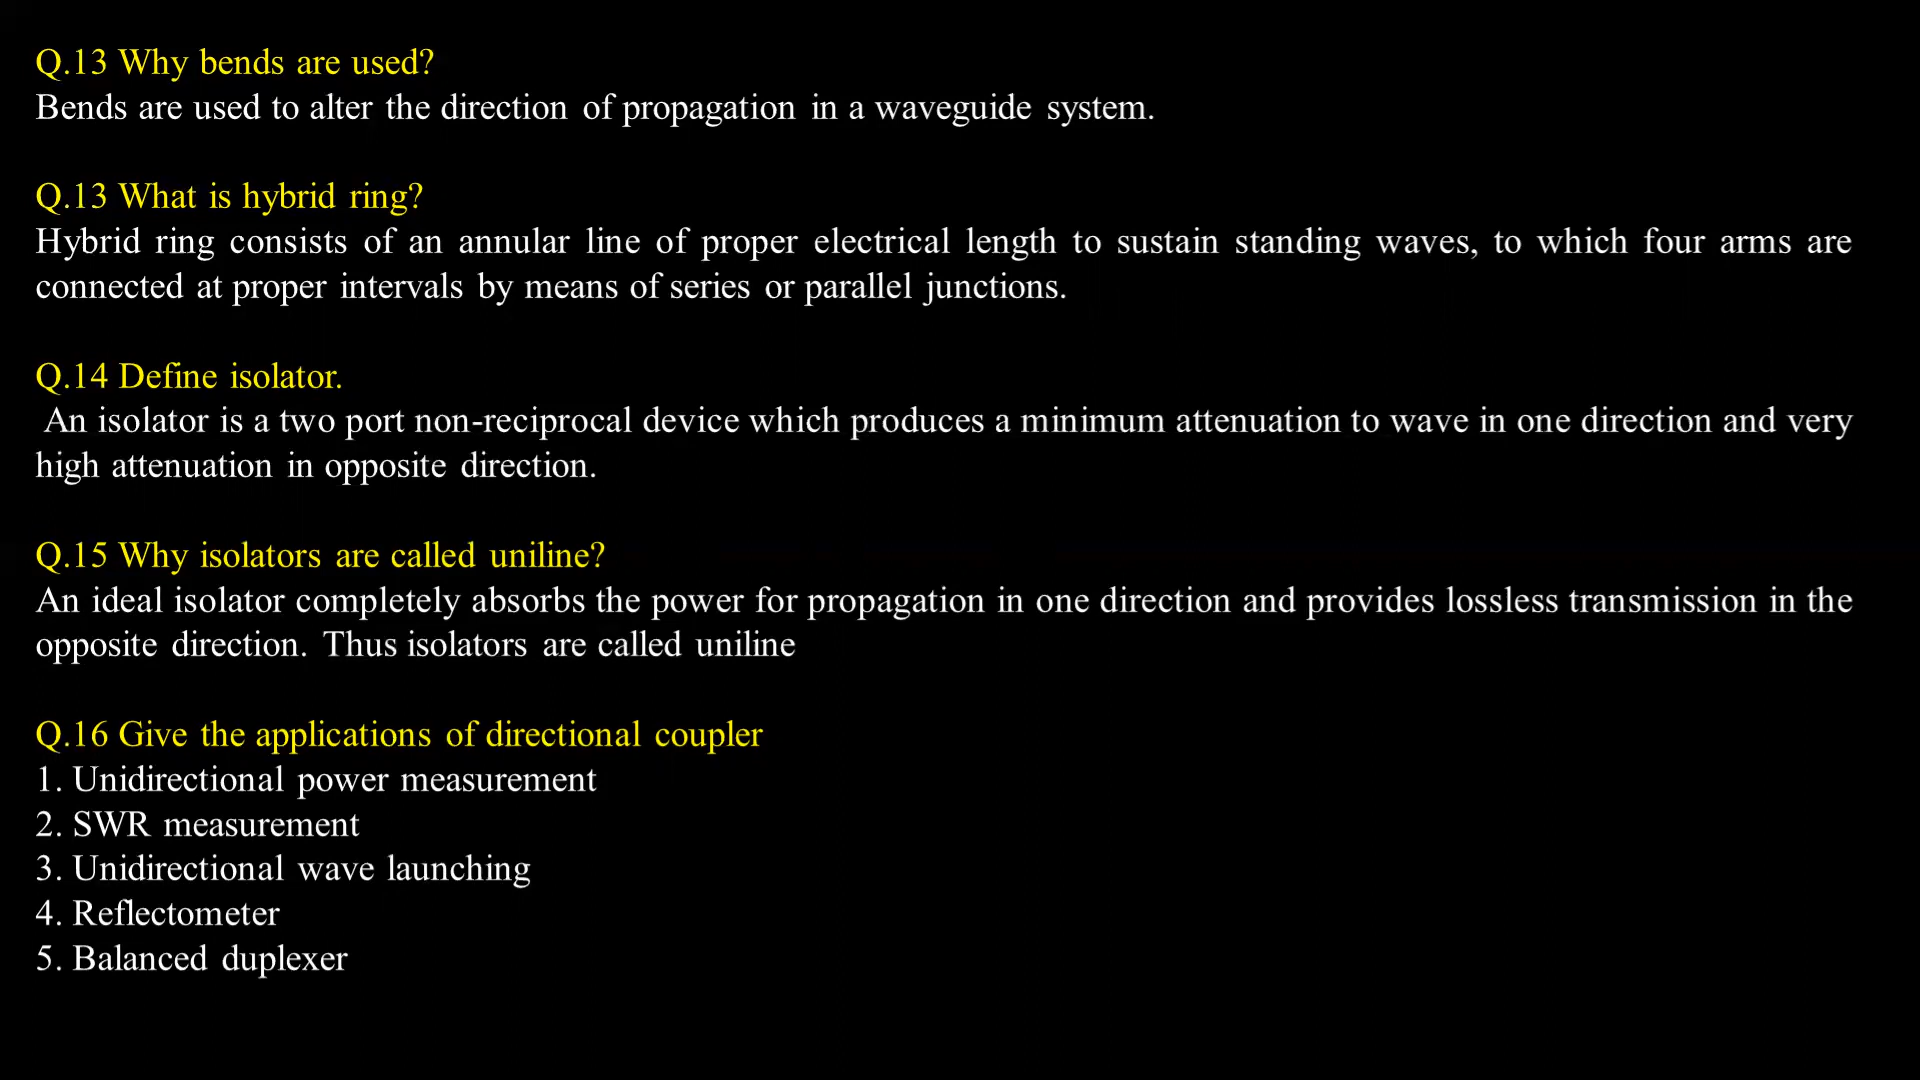 Q.13 Why bends are used?
Bends are used to alter the direction of propagation in a waveguide system.
Q.13 What is hybrid ring?
Hybrid ring consists of an annular line of proper electrical length to sustain standing waves, to which four arms are
connected at proper intervals by means of series or parallel junctions.
Q.14 Define isolator.
An isolator is a two port non-reciprocal device which produces a minimum attenuation to wave in one direction and very
high attenuation in opposite direction.
Q.15 Why isolators are called uniline?
An ideal isolator completely absorbs the power for propagation in one direction and provides lossless transmission in the
opposite direction. Thus isolators are called uniline
Q.16 Give the applications of directional coupler
1. Unidirectional power measurement
2. SWR measurement
3. Unidirectional wave launching
4. Reflectometer
5. Balanced duplexer